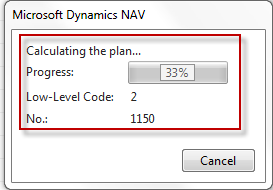 Microsoft Dynamics NAV
Calculating the plan...
Progress: 33%
Low-Level Code: 2
No.: 1150
Cancel